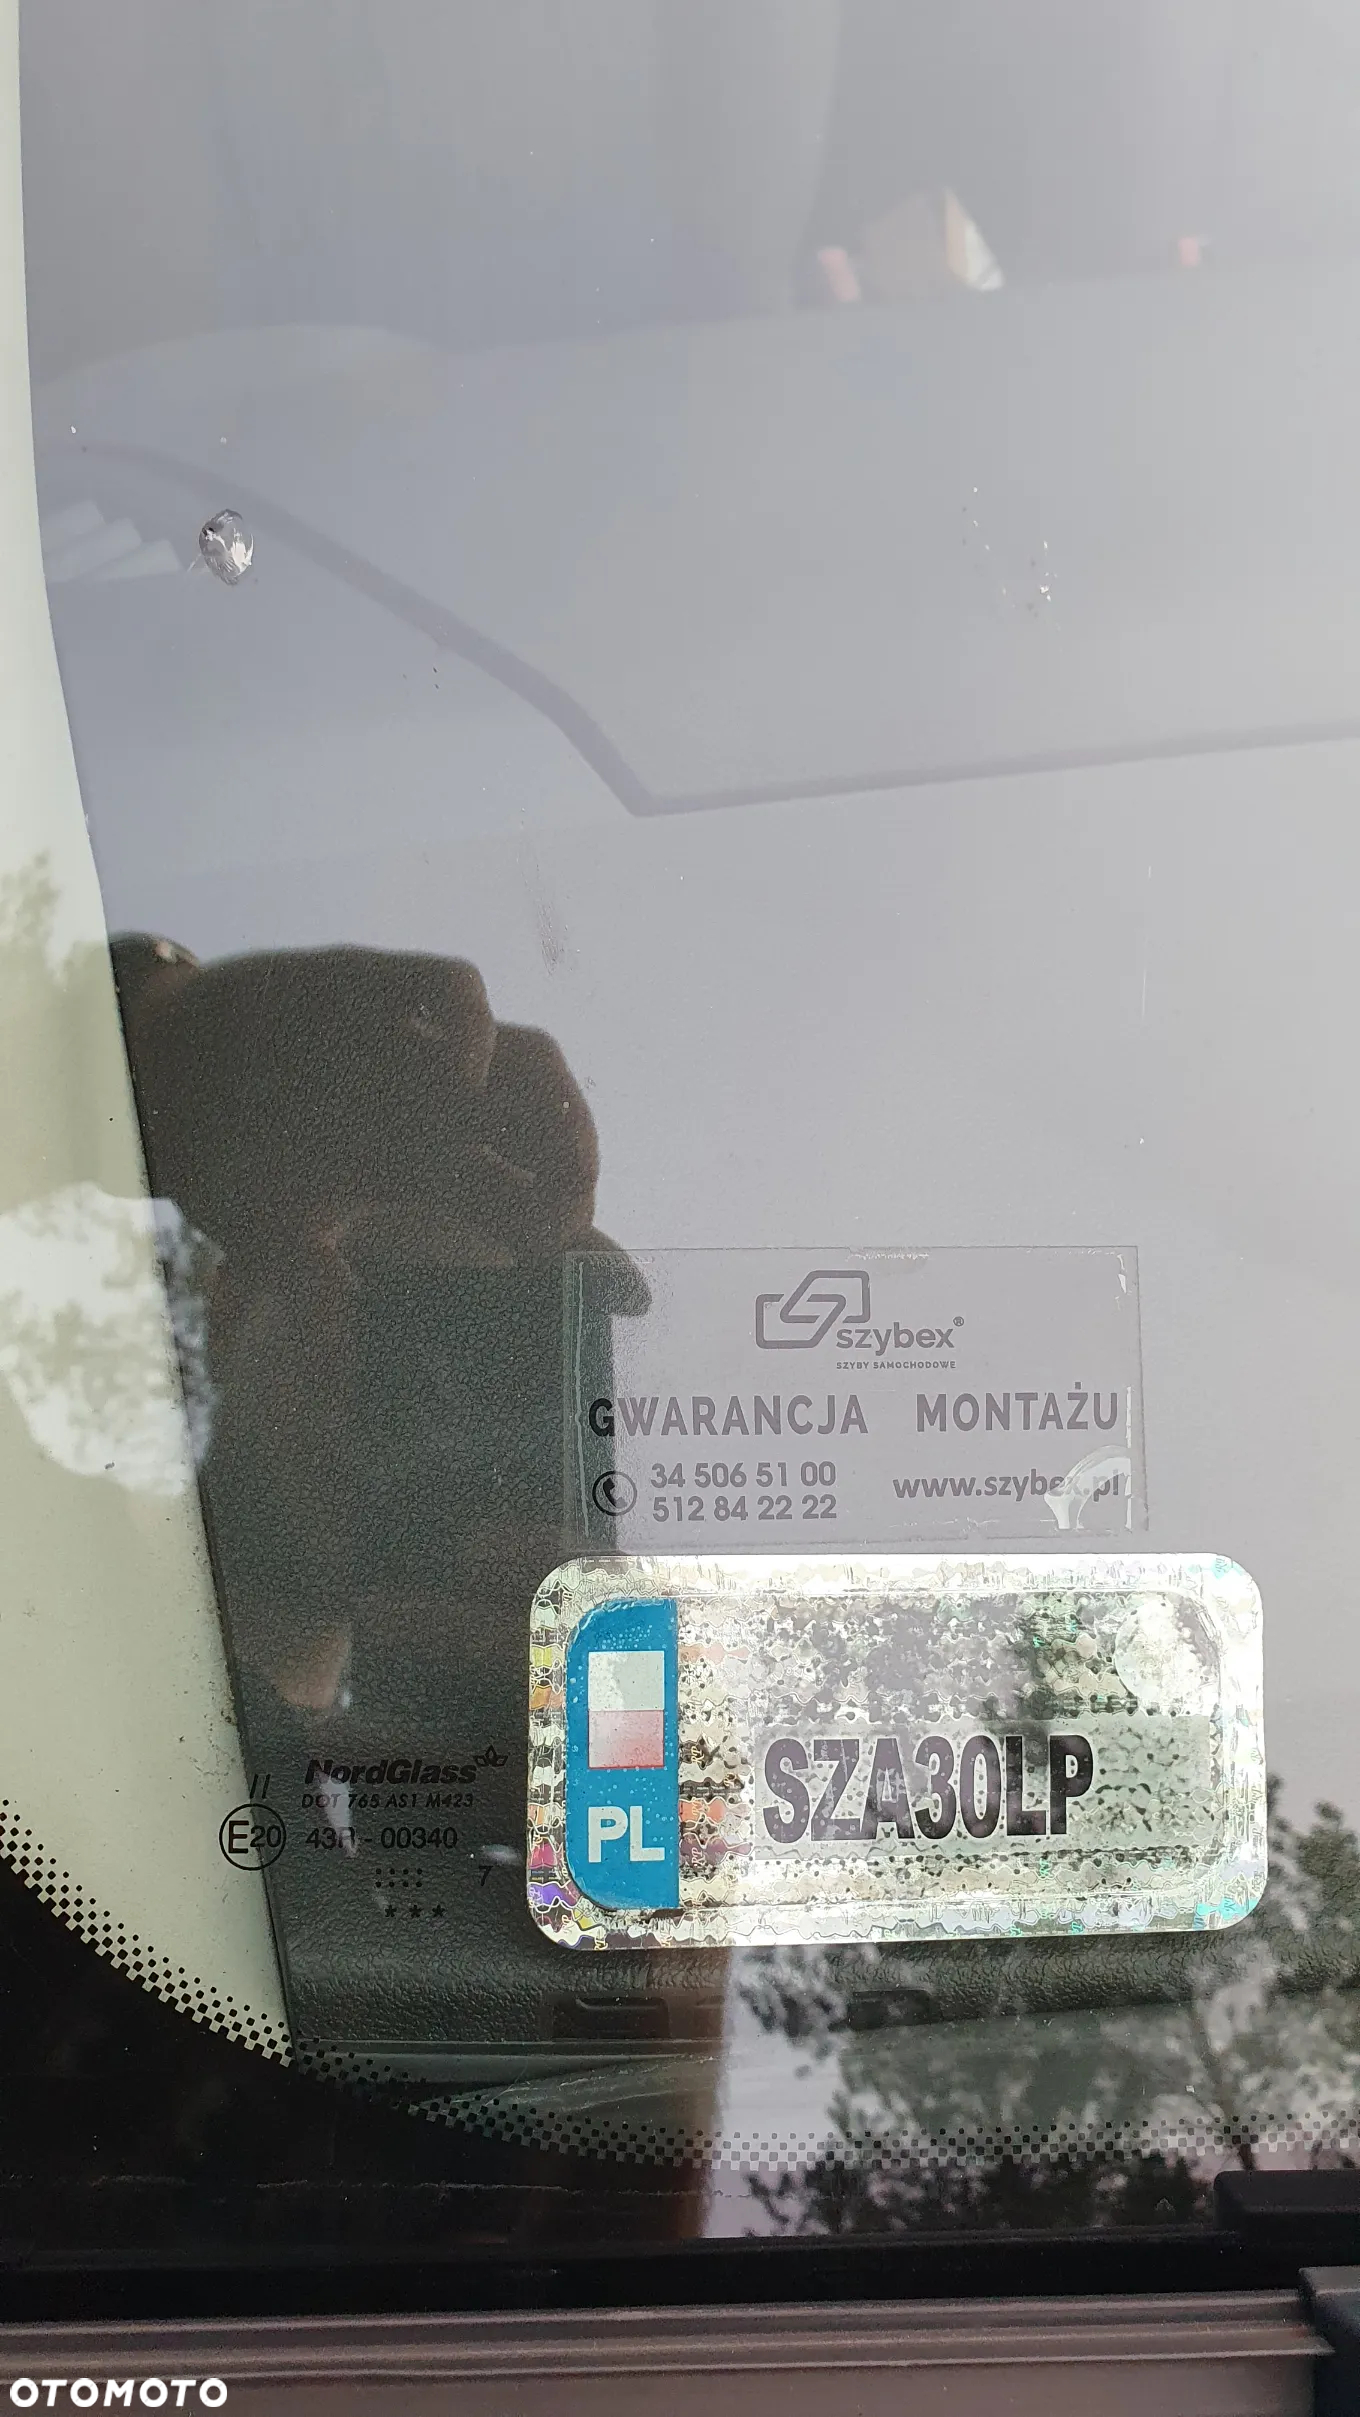 szybex®
SZYBY SAMOCHODOWE
GWARANCJA MONTAŻU
34 506 51 00
512 84 22 22
www.szybex.pl
PL
SZA30LP
NordGlass
DOT 765 AS1 M423
E20 43R - 00340
7
OTOMOTO